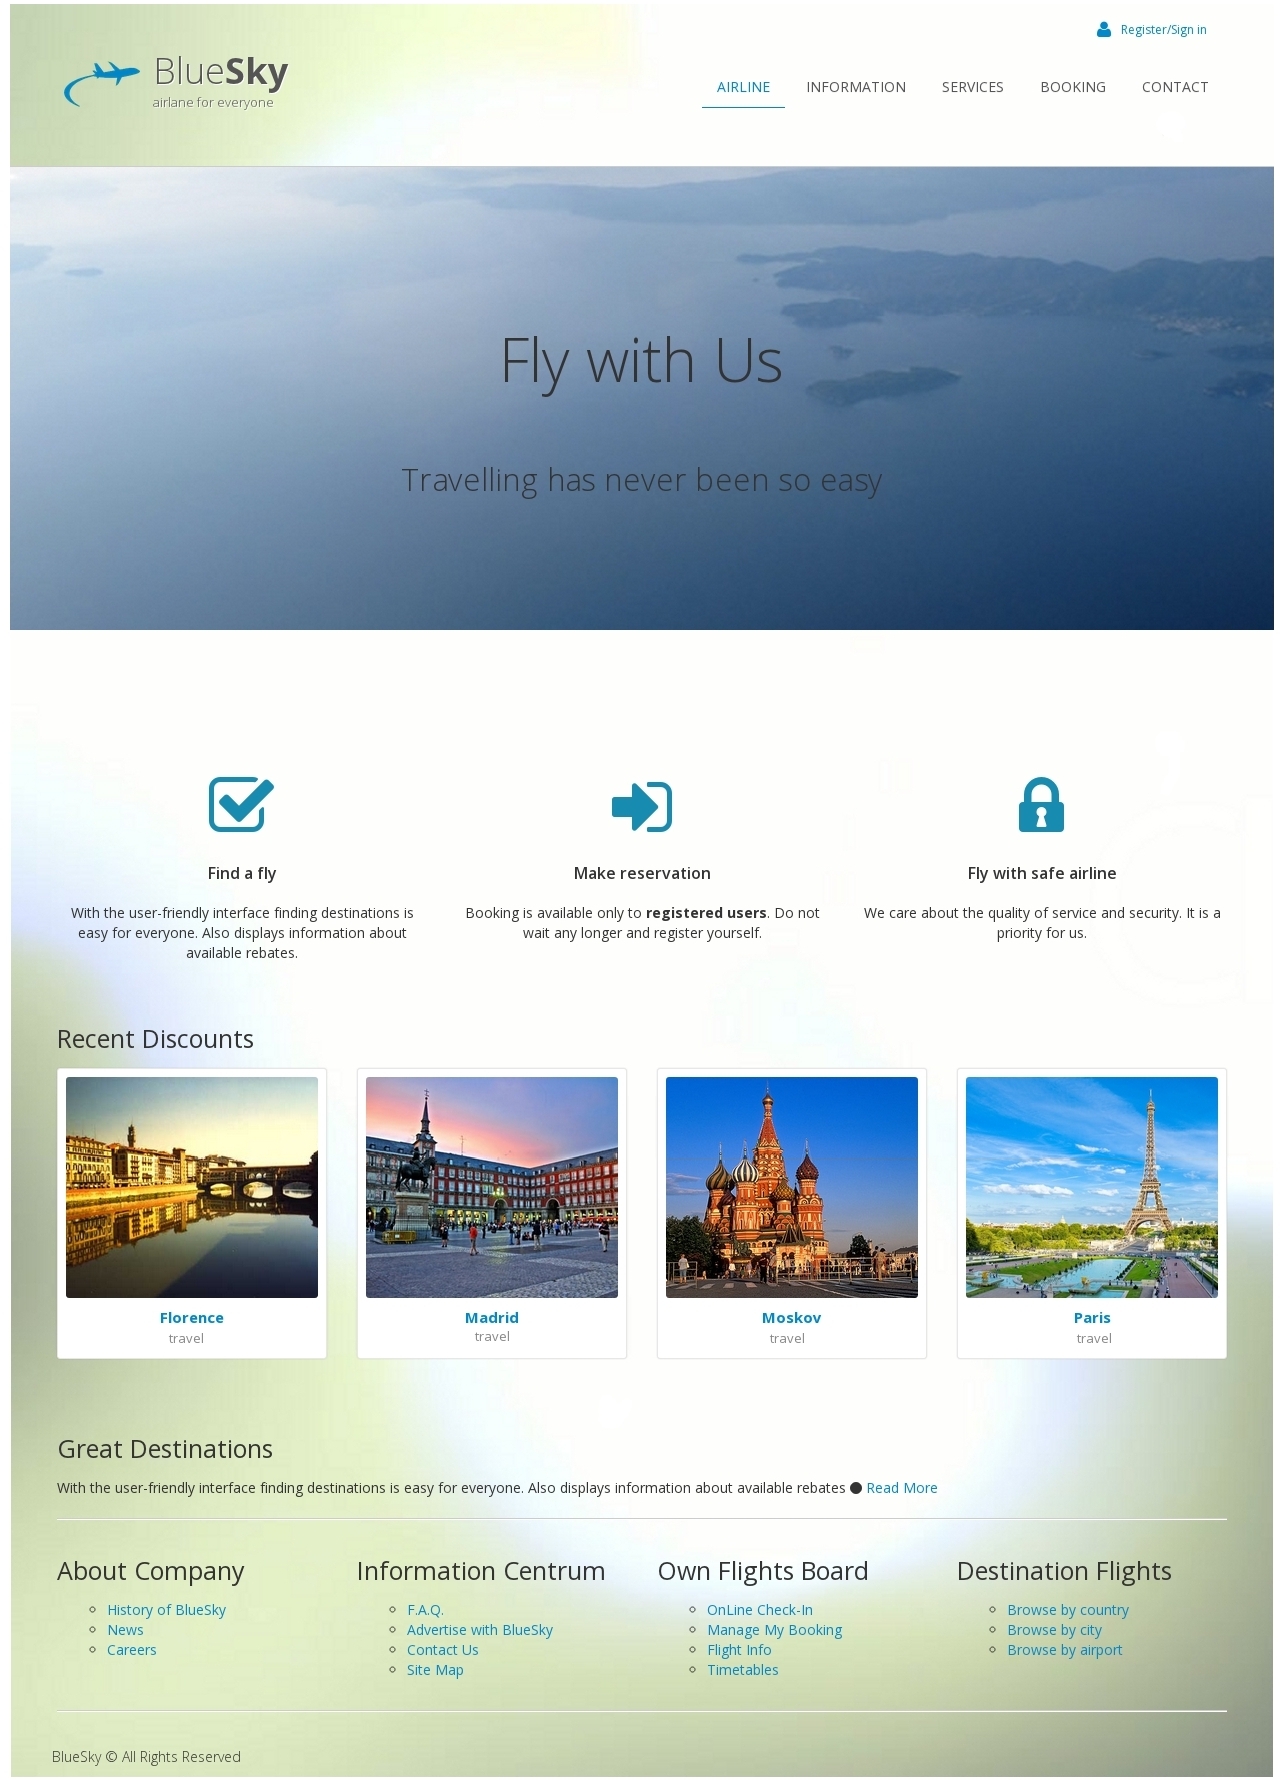 Register/Sign in
BlueSky
airlane for everyone
AIRLINE INFORMATION SERVICES BOOKING CONTACT
Fly with Us
Travelling has never been so easy
Find a fly
With the user-friendly interface finding destinations is
easy for everyone. Also displays information about
available rebates.
Make reservation
Booking is available only to registered users. Do not
wait any longer and register yourself.
Fly with safe airline
We care about the quality of service and security. It is a
priority for us.
Recent Discounts
Florence
travel
Madrid
travel
Moskov
travel
Paris
travel
Great Destinations
With the user-friendly interface finding destinations is easy for everyone. Also displays information about available rebates ● Read More
About Company
History of BlueSky
News
Careers
Information Centrum
F.A.Q.
Advertise with BlueSky
Contact Us
Site Map
Own Flights Board
OnLine Check-In
Manage My Booking
Flight Info
Timetables
Destination Flights
Browse by country
Browse by city
Browse by airport
BlueSky © All Rights Reserved